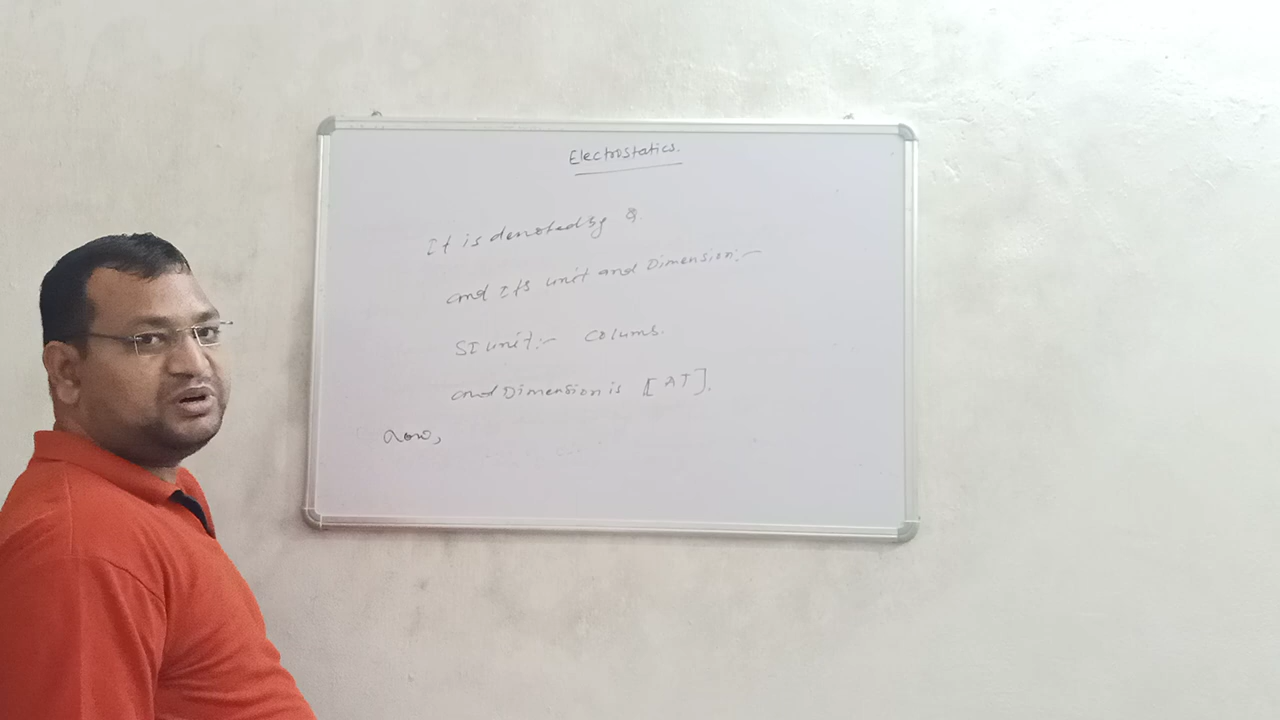 Electrostatics.
It is denoted by Q.
and Its unit and Dimension:-
SI unit:- Colums.
and Dimension is [AT].
Now,